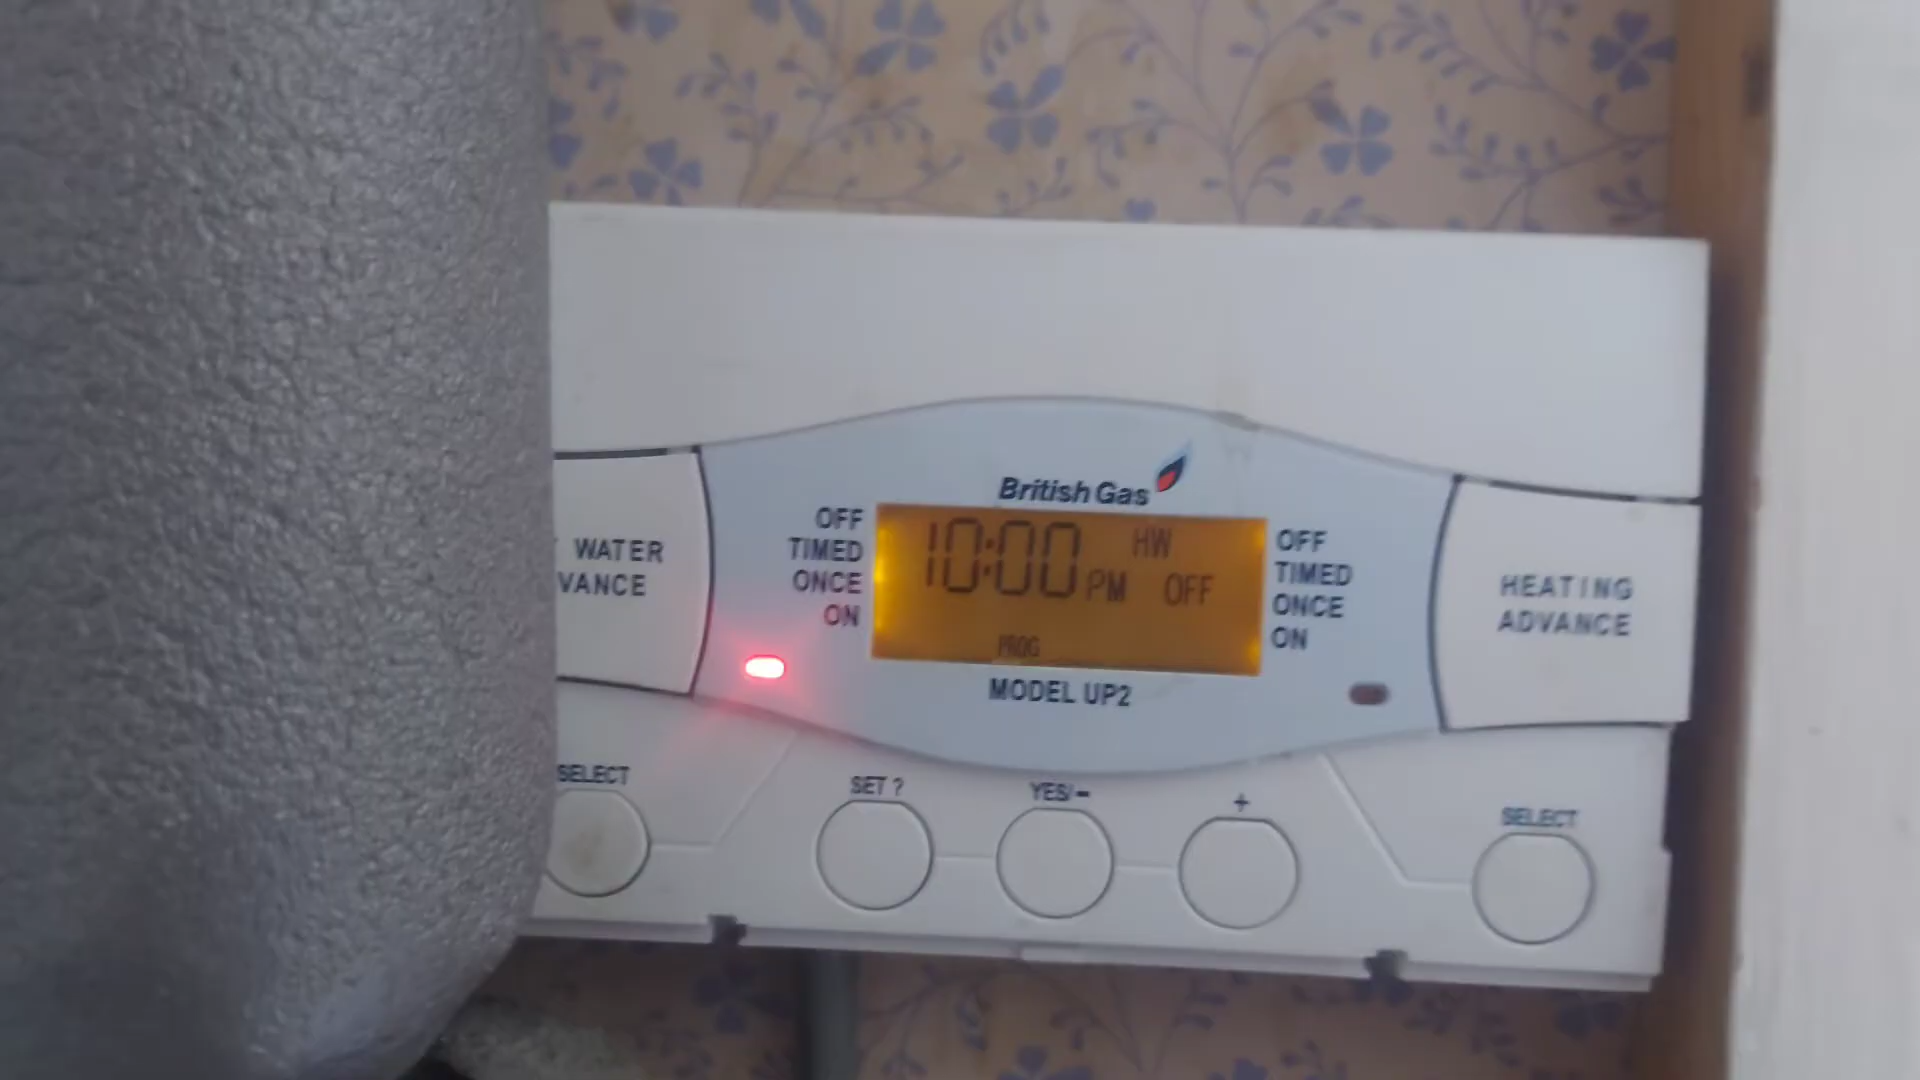 British Gas
WATER
VANCE
OFF
TIMED
ONCE
ON
10:00 PM HW OFF
PROG
OFF
TIMED
ONCE
ON
HEATING
ADVANCE
MODEL UP2
SELECT
SET ?
YES/-
+
SELECT